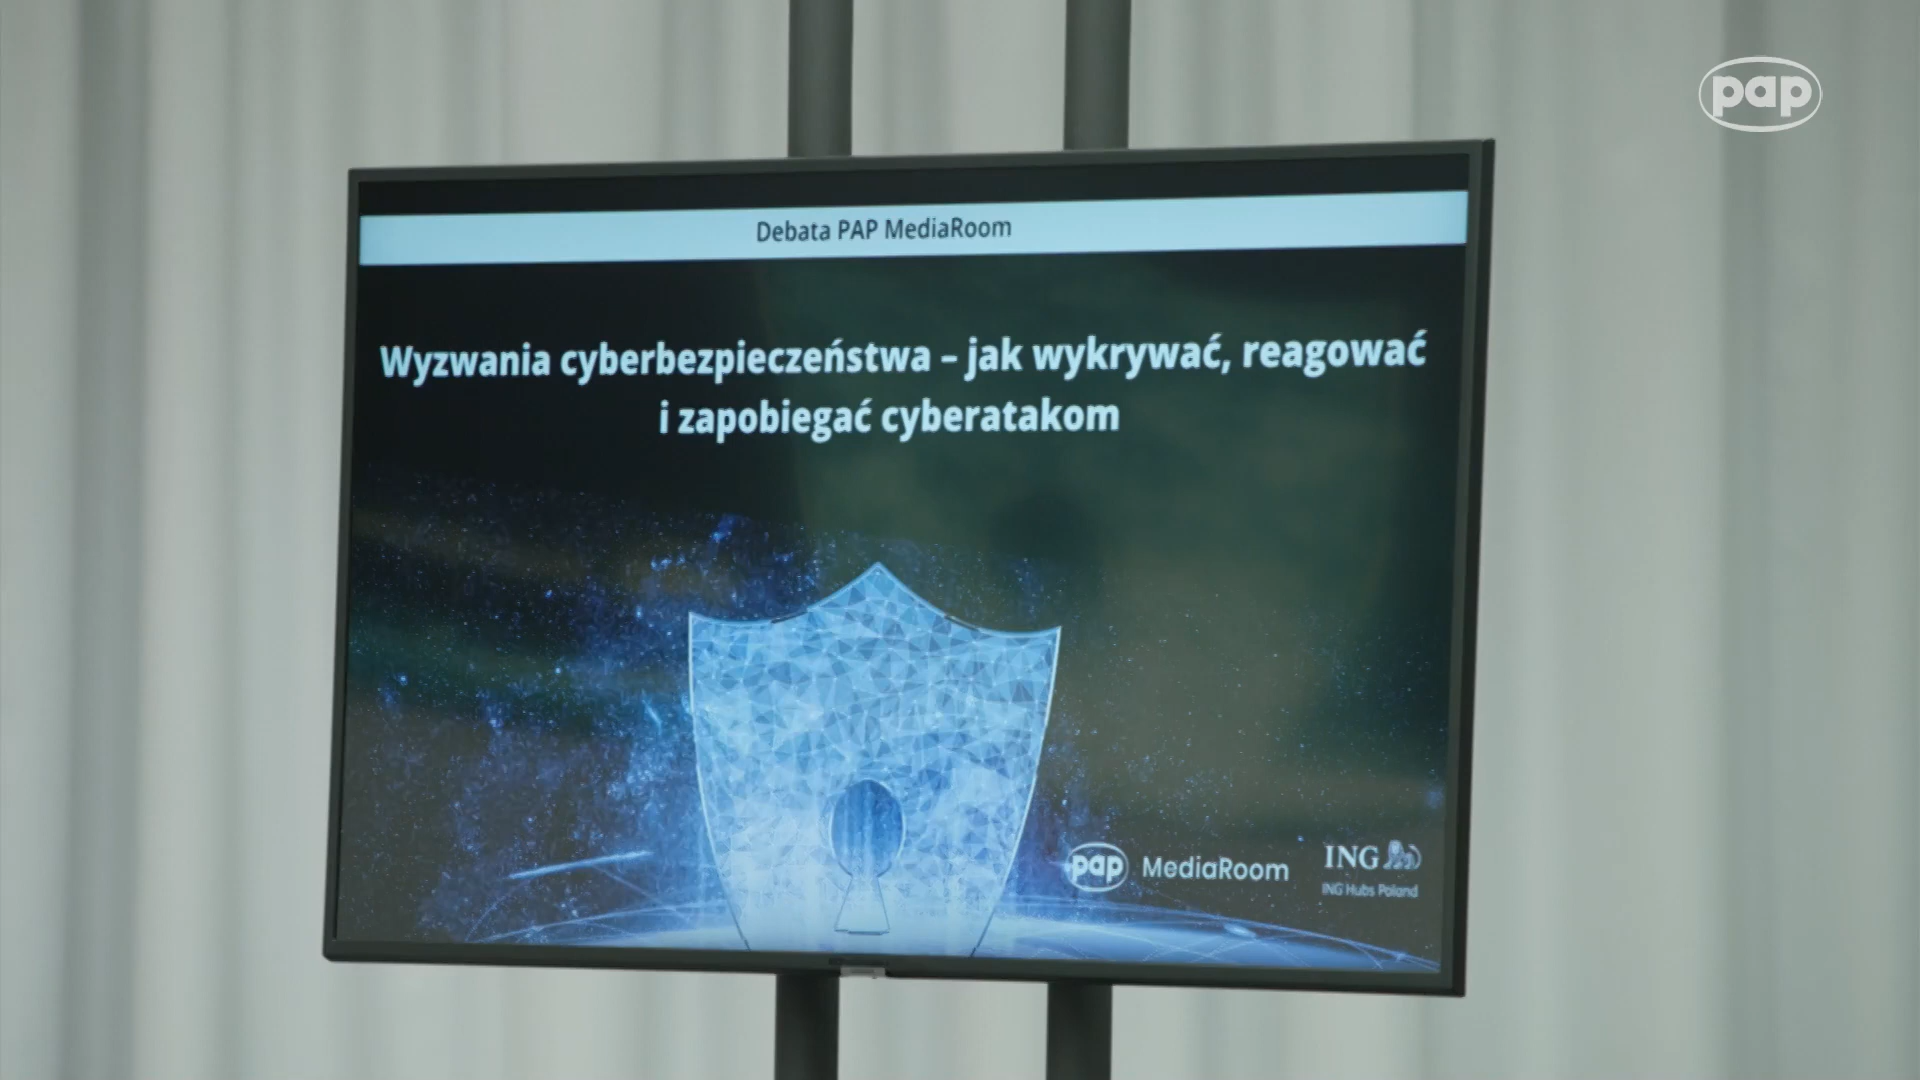 pap
Debata PAP MediaRoom
Wyzwania cyberbezpieczeństwa – jak wykrywać, reagować
i zapobiegać cyberatakom
pap MediaRoom
ING
ING Hubs Poland